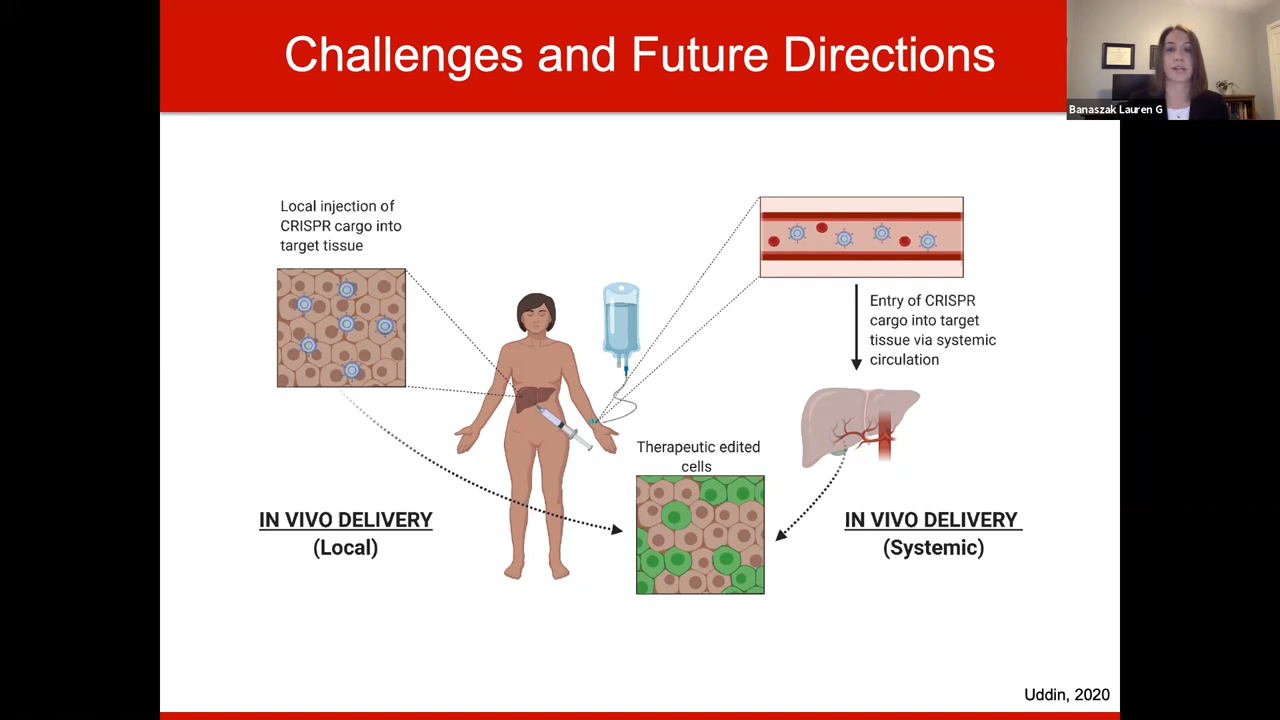 Challenges and Future Directions
Banaszak Lauren G
Local injection of
CRISPR cargo into
target tissue
Entry of CRISPR
cargo into target
tissue via systemic
circulation
Therapeutic edited
cells
IN VIVO DELIVERY
(Local)
IN VIVO DELIVERY
(Systemic)
Uddin, 2020